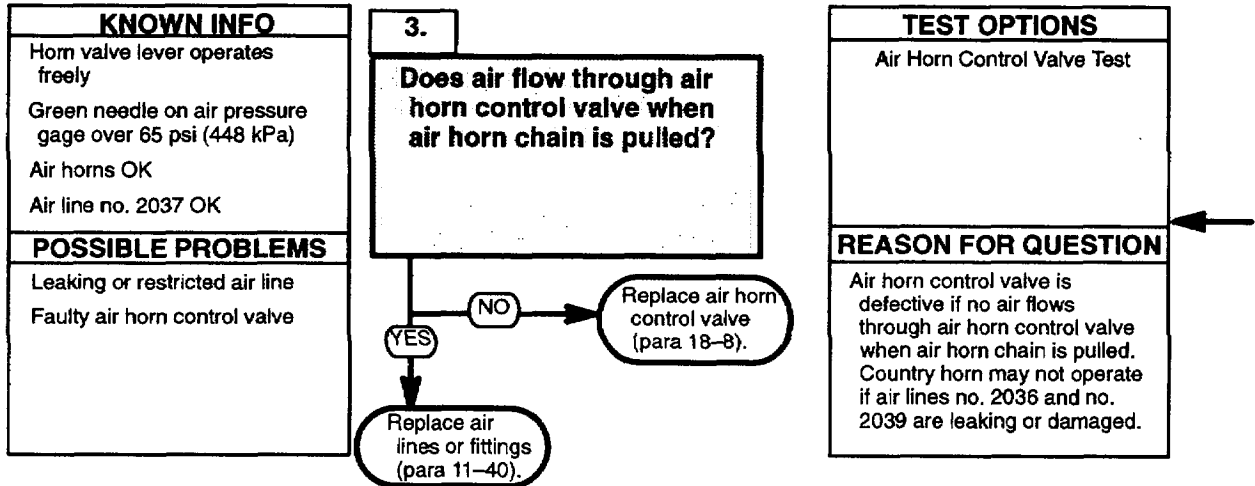 KNOWN INFO
Horn valve lever operates
freely
Green needle on air pressure
gage over 65 psi (448 kPa)
Air horns OK
Air line no. 2037 OK
POSSIBLE PROBLEMS
Leaking or restricted air line
Faulty air horn control valve
3.
Does air flow through air
horn control valve when
air horn chain is pulled?
NO
Replace air horn
control valve
(para 18–8).
YES
Replace air
lines or fittings
(para 11–40).
TEST OPTIONS
Air Horn Control Valve Test
REASON FOR QUESTION
Air horn control valve is
defective if no air flows
through air horn control valve
when air horn chain is pulled.
Country horn may not operate
if air lines no. 2036 and no.
2039 are leaking or damaged.